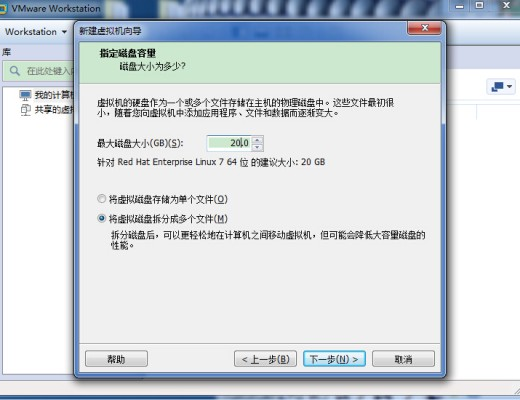 VMware Workstation
Workstation
新建虚拟机向导
库
指定磁盘容量
磁盘大小为多少?
在此处键入
我的计算机
共享的虚拟
虚拟机的硬盘作为一个或多个文件存储在主机的物理磁盘中。这些文件最初很
小，随着您向虚拟机中添加应用程序、文件和数据而逐渐变大。
最大磁盘大小(GB)(S): 20.0
针对 Red Hat Enterprise Linux 7 64 位 的建议大小: 20 GB
将虚拟磁盘存储为单个文件(O)
将虚拟磁盘拆分成多个文件(M)
拆分磁盘后，可以更轻松地在计算机之间移动虚拟机，但可能会降低大容量磁盘的
性能。
帮助 < 上一步(B) 下一步(N) > 取消